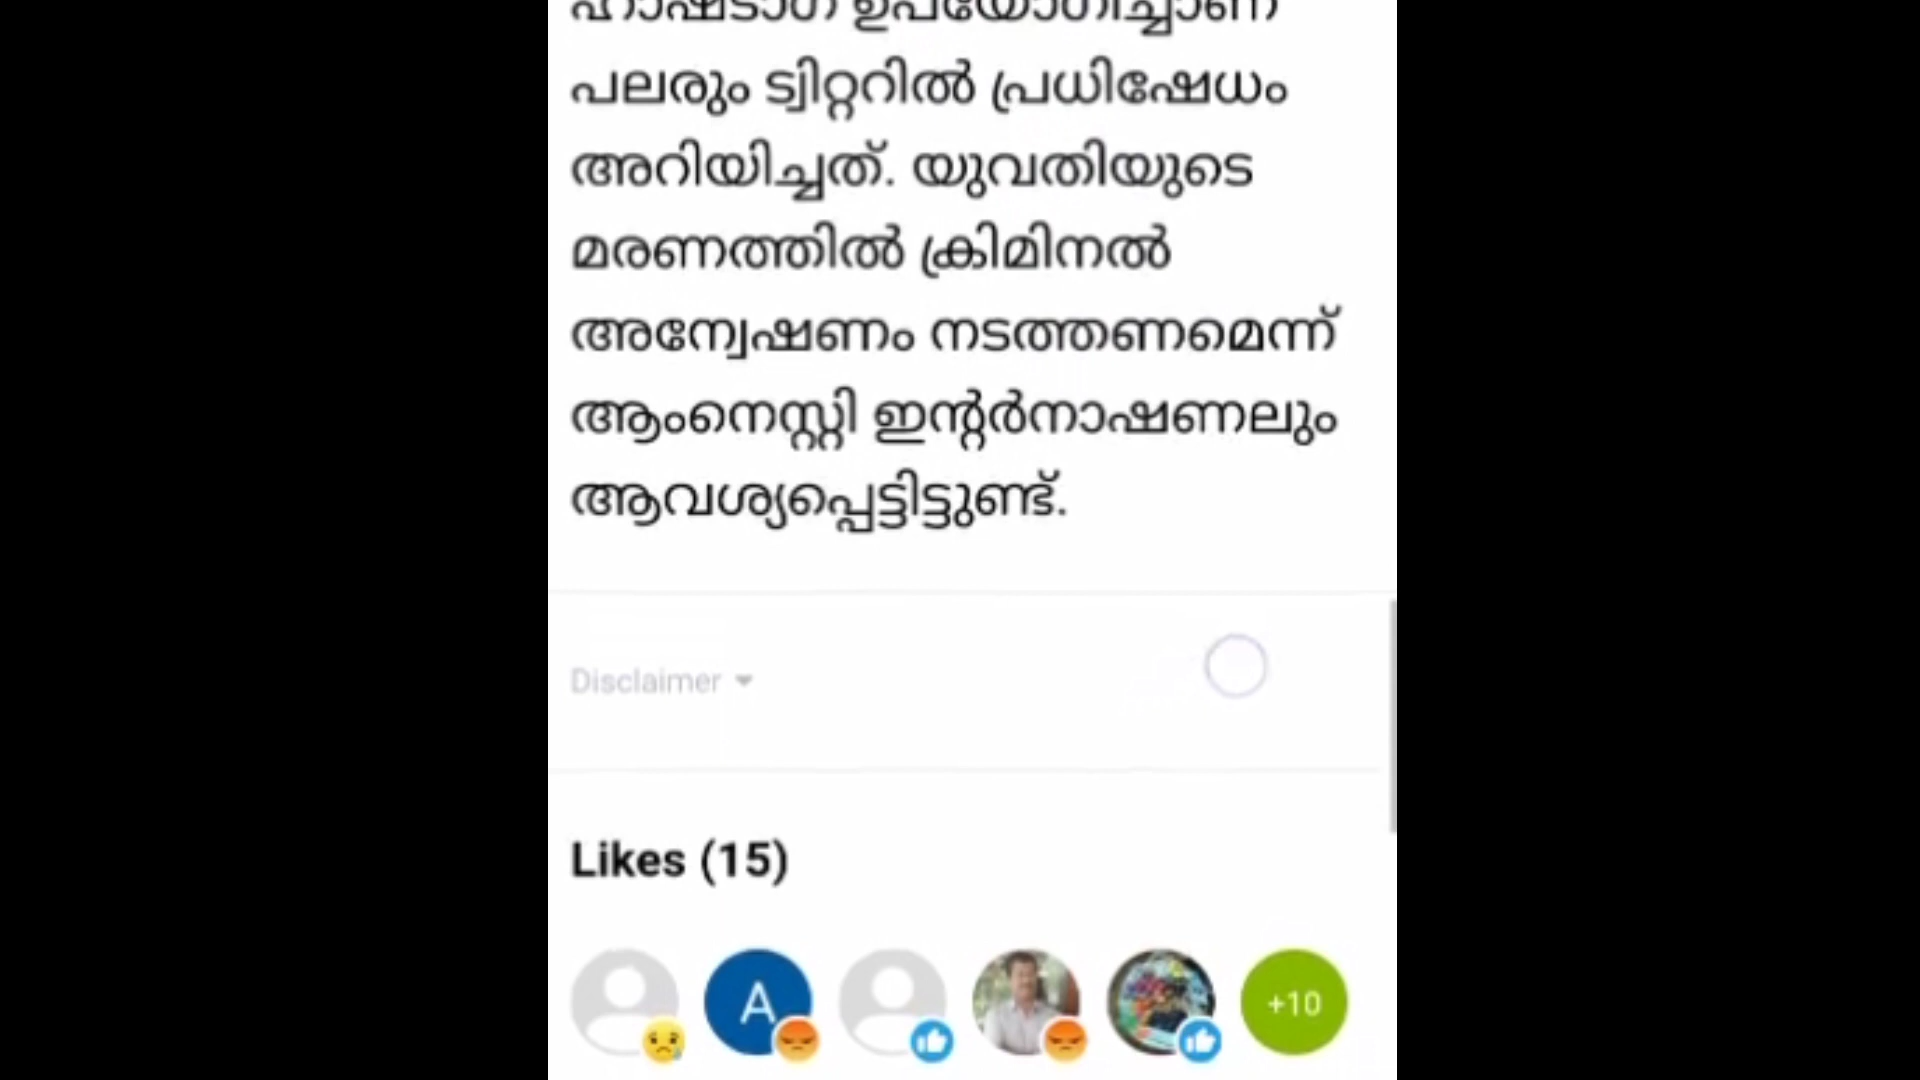 ഹാഷ്ടാഗ് ഉപയോഗിച്ചാണ്
പലരും ട്വിറ്ററിൽ പ്രധിഷേധം
അറിയിച്ചത്. യുവതിയുടെ
മരണത്തിൽ ക്രിമിനൽ
അന്വേഷണം നടത്തണമെന്ന്
ആംനെസ്റ്റി ഇന്റർനാഷണലും
ആവശ്യപ്പെട്ടിട്ടുണ്ട്.
Disclaimer
Likes (15)
A
+10